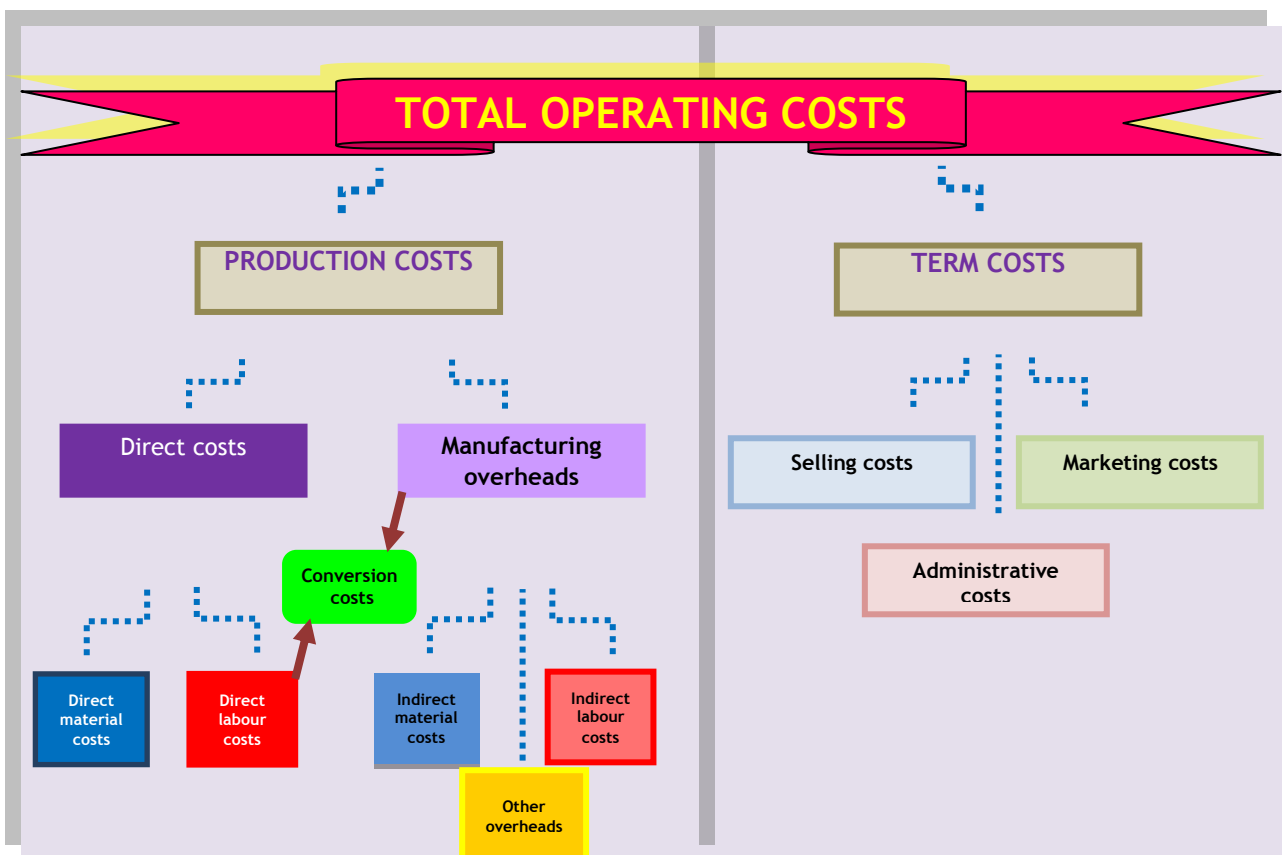 TOTAL OPERATING COSTS
PRODUCTION COSTS
TERM COSTS
Direct costs
Manufacturing
overheads
Selling costs
Marketing costs
Conversion
costs
Administrative
costs
Direct
material
costs
Direct
labour
costs
Indirect
material
costs
Indirect
labour
costs
Other
overheads